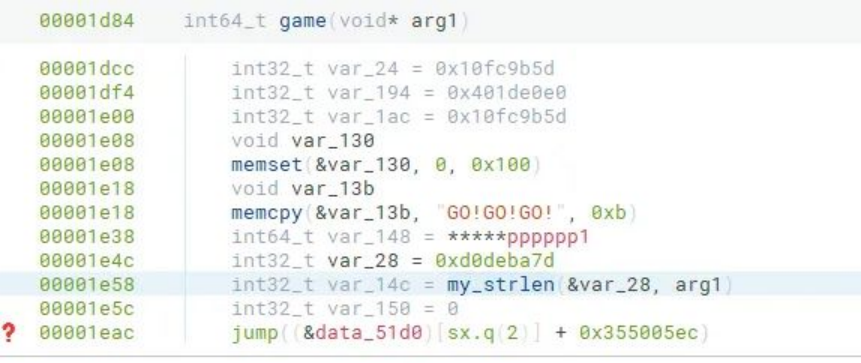 00001d84 int64_t game(void* arg1)
00001dcc int32_t var_24 = 0x10fc9b5d
00001df4 int32_t var_194 = 0x401de0e0
00001e00 int32_t var_1ac = 0x10fc9b5d
00001e08 void var_130
00001e08 memset(&var_130, 0, 0x100)
00001e18 void var_13b
00001e18 memcpy(&var_13b, "GO!GO!GO!", 0xb)
00001e38 int64_t var_148 = *****pppppp1
00001e4c int32_t var_28 = 0xd0deba7d
00001e58 int32_t var_14c = my_strlen(&var_28, arg1)
00001e5c int32_t var_150 = 0
? 00001eac jump((&data_51d0)[sx.q(2)] + 0x355005ec)